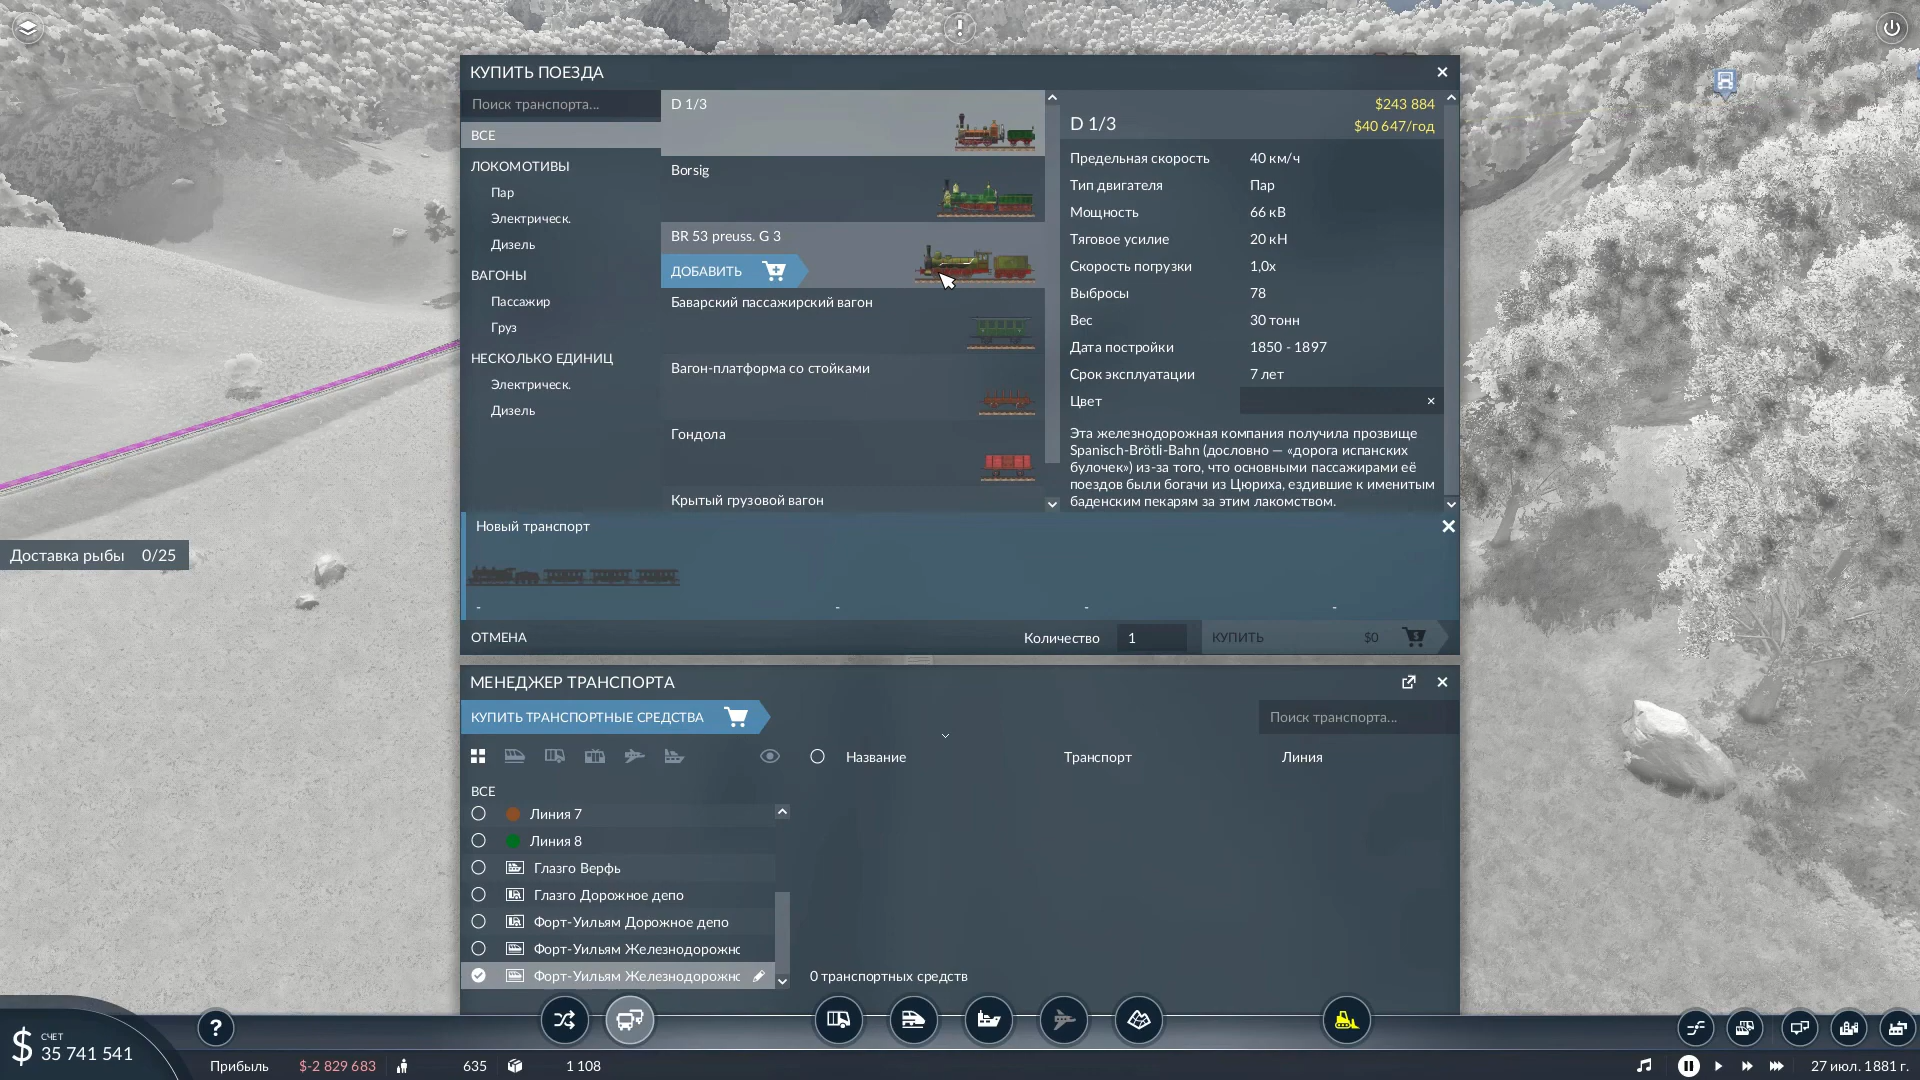 КУПИТЬ ПОЕЗДА
Поиск транспорта...
ВСЕ
ЛОКОМОТИВЫ
Пар
Электрическ.
Дизель
ВАГОНЫ
Пассажир
Груз
НЕСКОЛЬКО ЕДИНИЦ
Электрическ.
Дизель
D 1/3
Borsig
BR 53 preuss. G 3
ДОБАВИТЬ
Баварский пассажирский вагон
Вагон-платформа со стойками
Гондола
Крытый грузовой вагон
$243 884
D 1/3
$40 647/год
Предельная скорость 40 км/ч
Тип двигателя Пар
Мощность 66 кВ
Тяговое усилие 20 кН
Скорость погрузки 1,0x
Выбросы 78
Вес 30 тонн
Дата постройки 1850 - 1897
Срок эксплуатации 7 лет
Цвет
Эта железнодорожная компания получила прозвище
Spanisch-Brötli-Bahn (дословно — «дорога испанских
булочек») из-за того, что основными пассажирами её
поездов были богачи из Цюриха, ездившие к именитым
баденским пекарям за этим лакомством.
Новый транспорт
- - - -
ОТМЕНА
Количество 1
КУПИТЬ $0
Доставка рыбы 0/25
МЕНЕДЖЕР ТРАНСПОРТА
КУПИТЬ ТРАНСПОРТНЫЕ СРЕДСТВА
Поиск транспорта...
Название Транспорт Линия
ВСЕ
Линия 7
Линия 8
Глазго Верфь
Глазго Дорожное депо
Форт-Уильям Дорожное депо
Форт-Уильям Железнодорожно
Форт-Уильям Железнодорожно
0 транспортных средств
$ СЧЕТ
35 741 541
?
Прибыль $-2 829 683 635 1 108
27 июл. 1881 г.